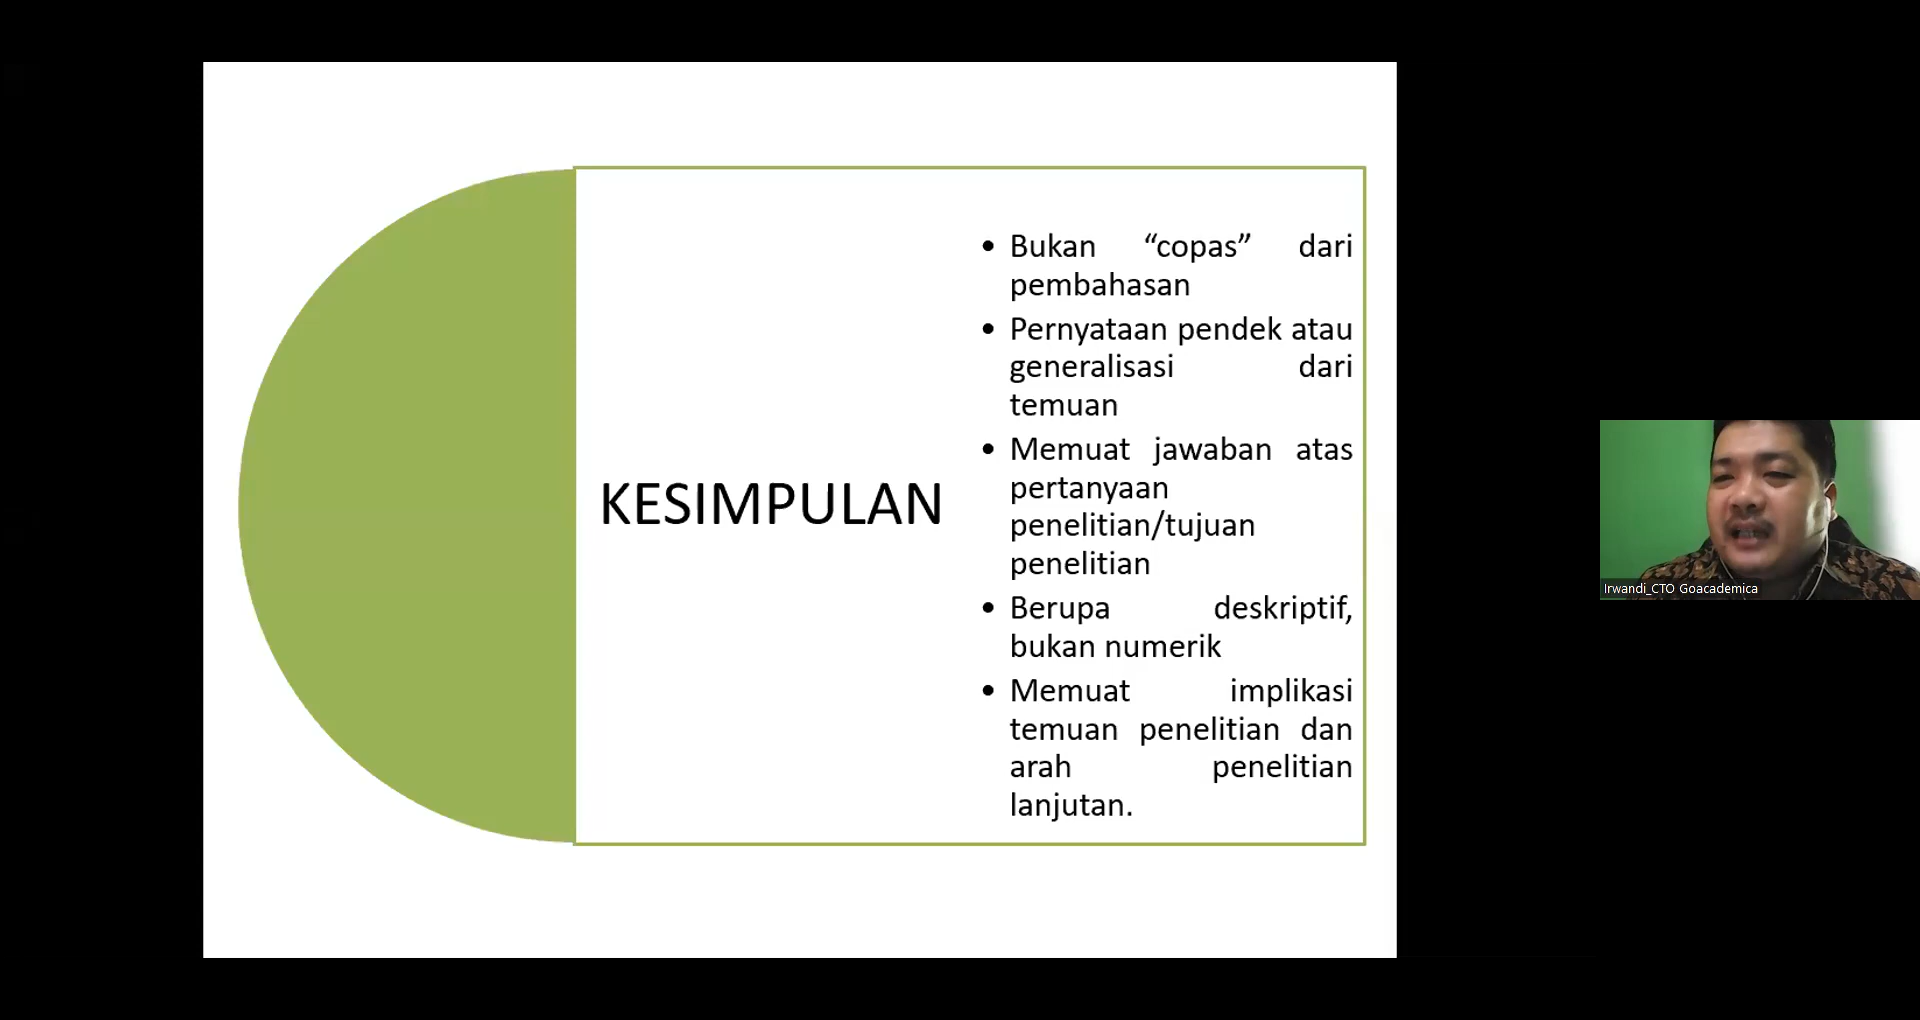 KESIMPULAN
• Bukan “copas” dari
pembahasan
• Pernyataan pendek atau
generalisasi dari
temuan
• Memuat jawaban atas
pertanyaan
penelitian/tujuan
penelitian
• Berupa deskriptif,
bukan numerik
• Memuat implikasi
temuan penelitian dan
arah penelitian
lanjutan.
Irwandi_CTO Goacademica